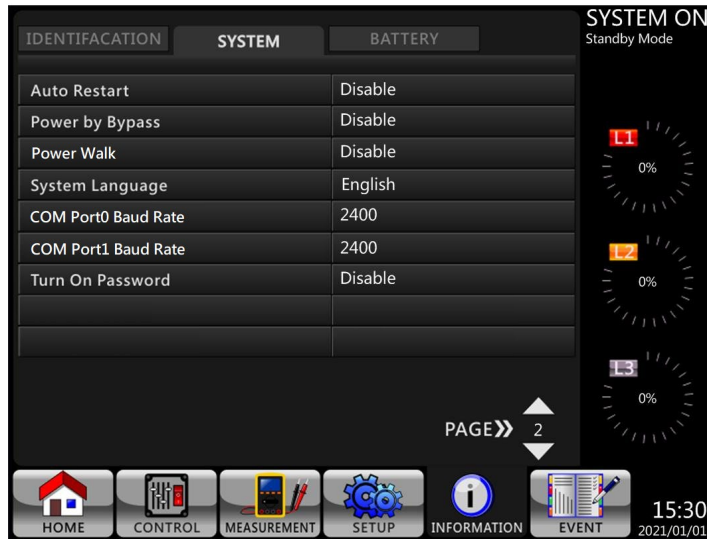 IDENTIFACATION SYSTEM BATTERY
SYSTEM ON
Standby Mode
Auto Restart Disable
Power by Bypass Disable
Power Walk Disable
System Language English
COM Port0 Baud Rate 2400
COM Port1 Baud Rate 2400
Turn On Password Disable
L1
0%
L2
0%
L3
0%
PAGE 2
HOME CONTROL MEASUREMENT SETUP INFORMATION EVENT
15:30
2021/01/01